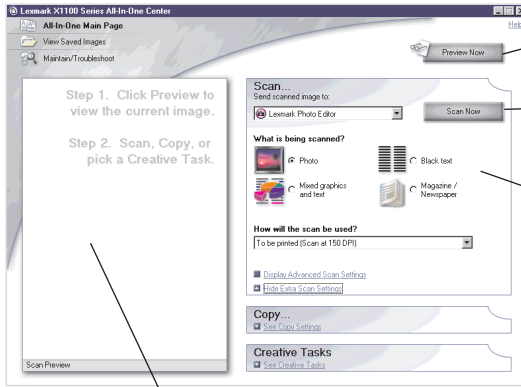 Lexmark X1100 Series All-In-One Center
All-In-One Main Page
Help
View Saved Images
Maintain/Troubleshoot
Preview Now
Step 1. Click Preview to
view the current image.
Step 2. Scan, Copy, or
pick a Creative Task.
Scan Preview
Scan...
Send scanned image to:
Lexmark Photo Editor
Scan Now
What is being scanned?
Photo
Black text
Mixed graphics
and text
Magazine /
Newspaper
How will the scan be used?
To be printed (Scan at 150 DPI)
Display Advanced Scan Settings
Hide Extra Scan Settings
Copy...
See Copy Settings
Creative Tasks
See Creative Tasks